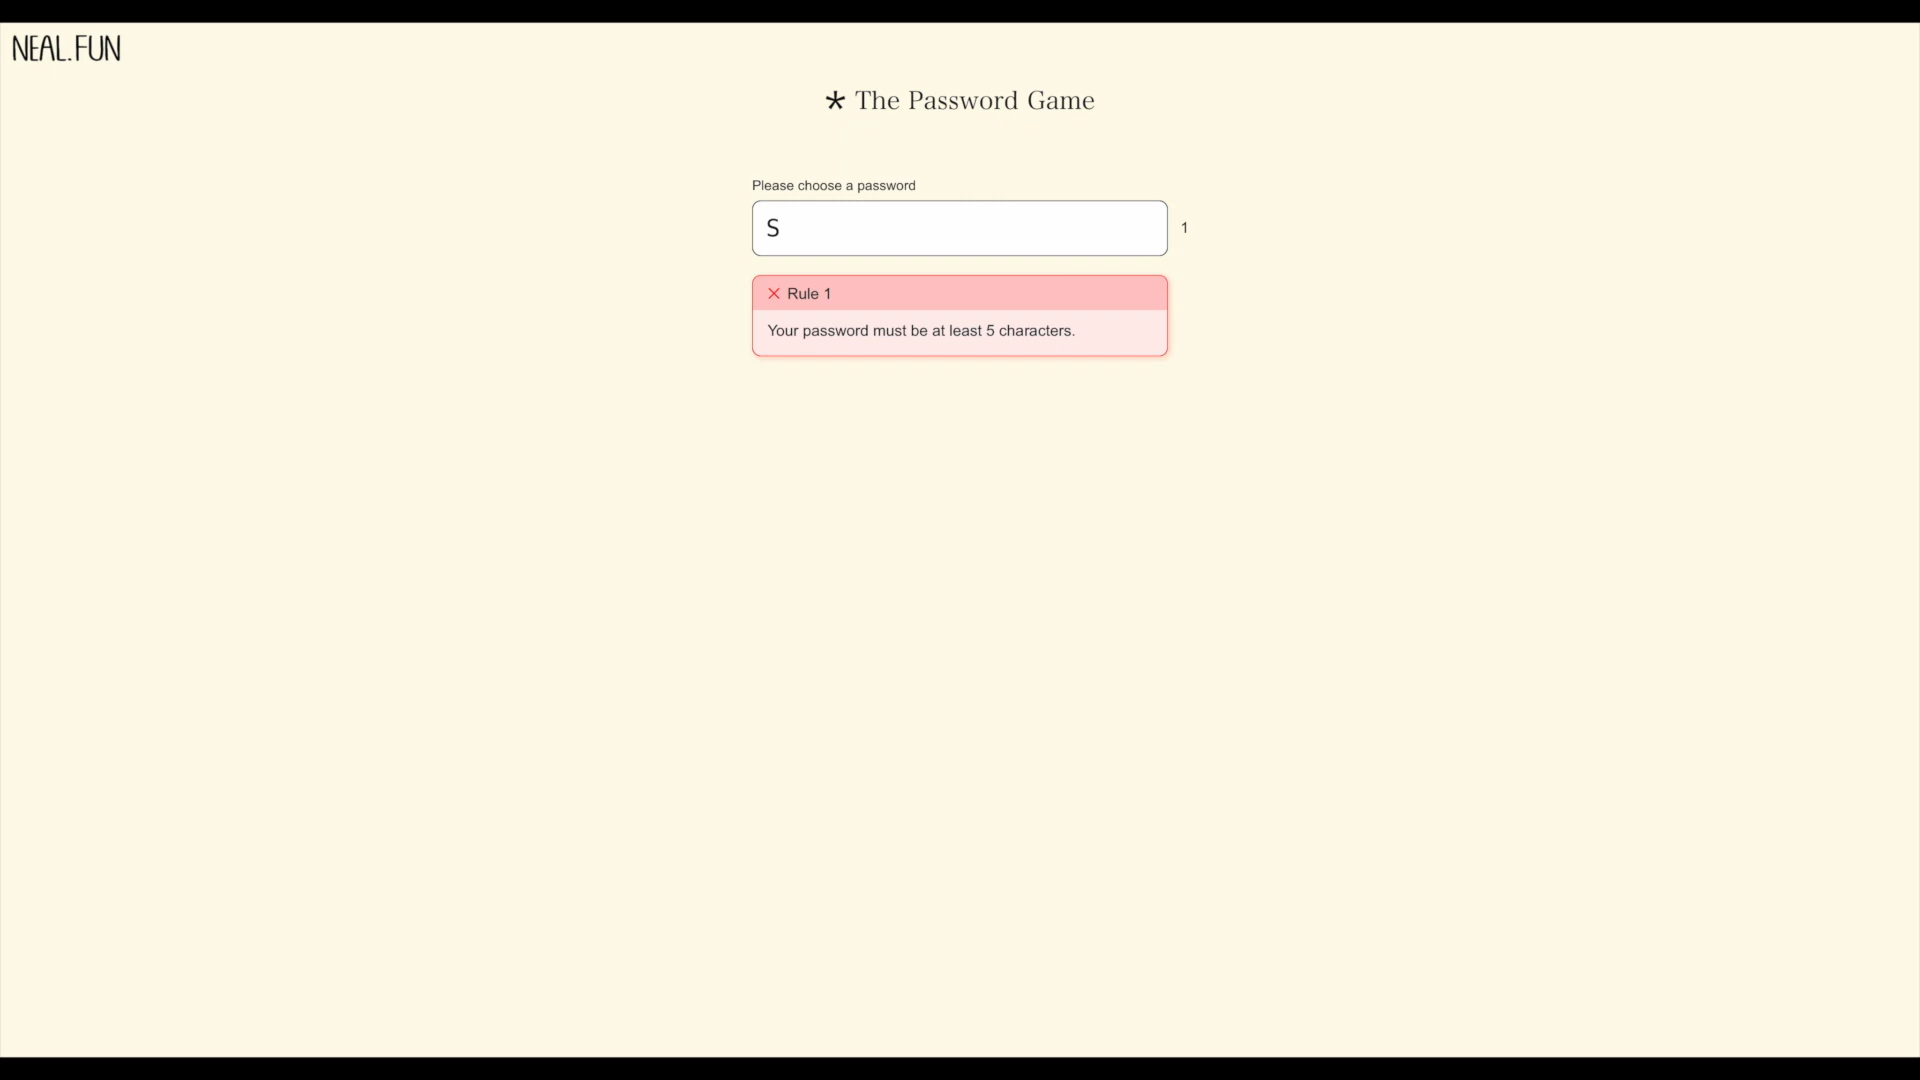 NEAL.FUN
* The Password Game
Please choose a password
S
1
Rule 1
Your password must be at least 5 characters.